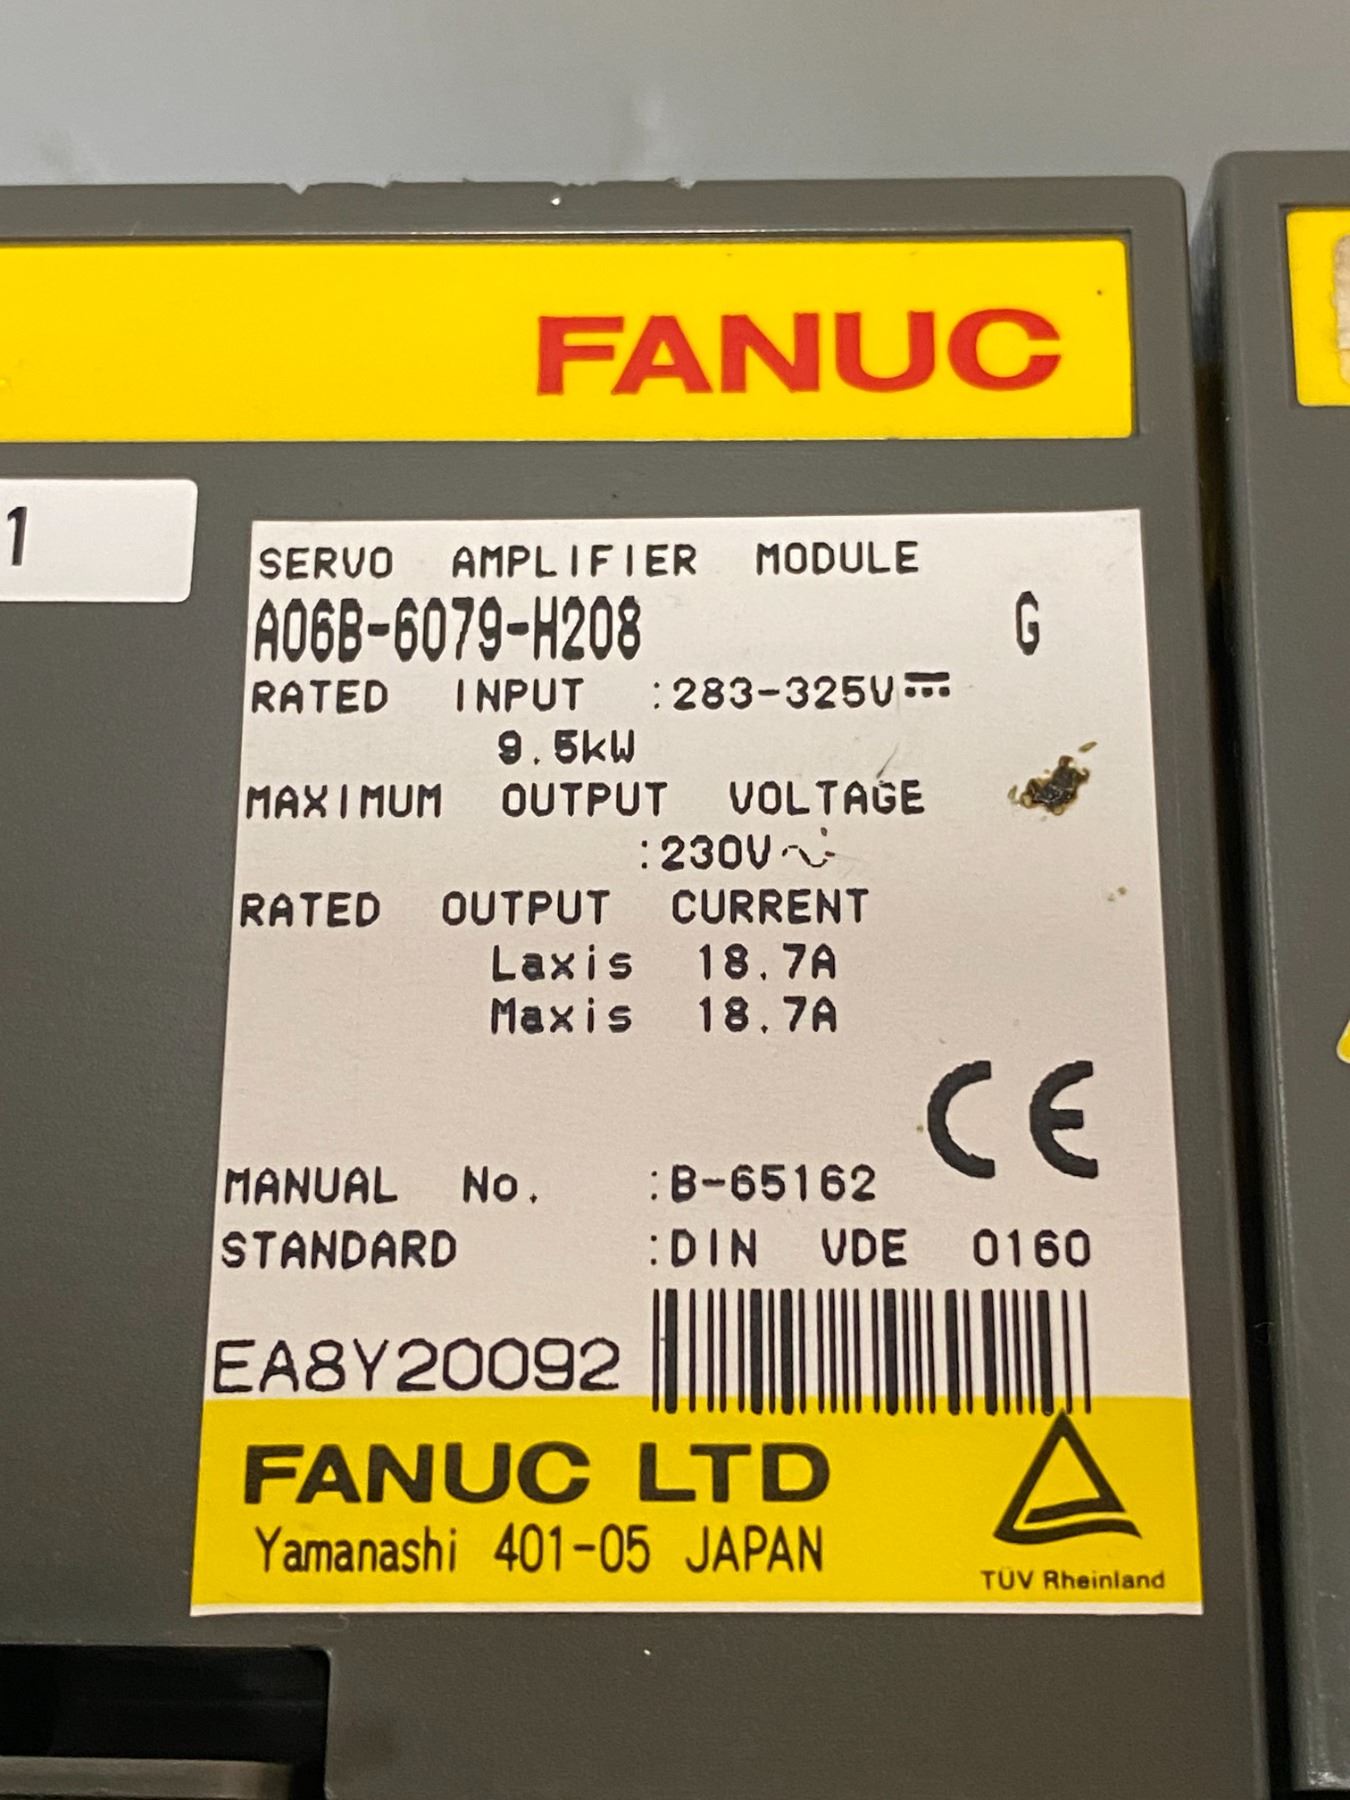 FANUC
1
SERVO AMPLIFIER MODULE
A06B-6079-H208 G
RATED INPUT :283-325V⎓
9.5kW
MAXIMUM OUTPUT VOLTAGE
:230V~
RATED OUTPUT CURRENT
Laxis 18.7A
Maxis 18.7A
CE
MANUAL No. :B-65162
STANDARD :DIN VDE 0160
EA8Y20092
FANUC LTD
Yamanashi 401-05 JAPAN
TÜV Rheinland